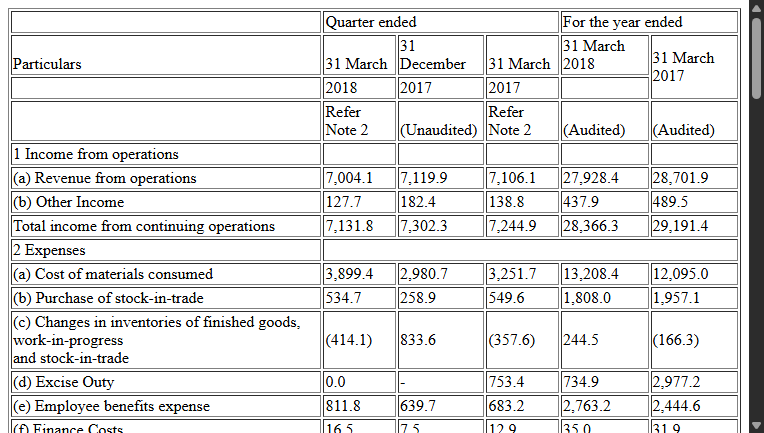 Quarter ended For the year ended
Particulars 31 March 31 December 31 March 31 March 2018 31 March 2017
2018 2017 2017
Refer Note 2 (Unaudited) Refer Note 2 (Audited) (Audited)
1 Income from operations
(a) Revenue from operations 7,004.1 7,119.9 7,106.1 27,928.4 28,701.9
(b) Other Income 127.7 182.4 138.8 437.9 489.5
Total income from continuing operations 7,131.8 7,302.3 7,244.9 28,366.3 29,191.4
2 Expenses
(a) Cost of materials consumed 3,899.4 2,980.7 3,251.7 13,208.4 12,095.0
(b) Purchase of stock-in-trade 534.7 258.9 549.6 1,808.0 1,957.1
(c) Changes in inventories of finished goods,
work-in-progress (414.1) 833.6 (357.6) 244.5 (166.3)
and stock-in-trade
(d) Excise Outy 0.0 - 753.4 734.9 2,977.2
(e) Employee benefits expense 811.8 639.7 683.2 2,763.2 2,444.6
(f) Finance Costs 16.5 7.5 12.9 35.0 31.9